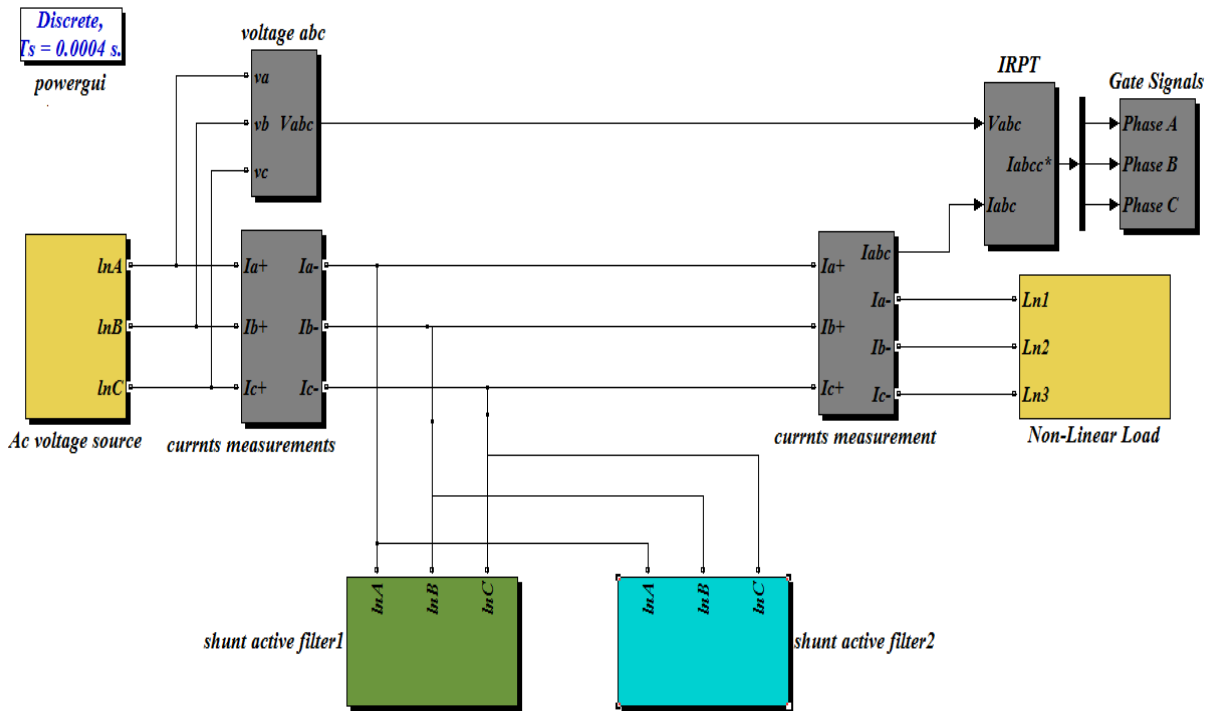 Discrete,
Ts = 0.0004 s.
powergui
voltage abc
va
vb
vc
Vabc
IRPT
Vabc
Iabcc*
Iabc
Gate Signals
Phase A
Phase B
Phase C
lnA
lnB
lnC
Ac voltage source
Ia+
Ib+
Ic+
Ia-
Ib-
Ic-
currnts measurements
Ia+
Ib+
Ic+
Iabc
Ia-
Ib-
Ic-
currnts measurement
Ln1
Ln2
Ln3
Non-Linear Load
lnA
lnB
lnC
shunt active filter1
lnA
lnB
lnC
shunt active filter2